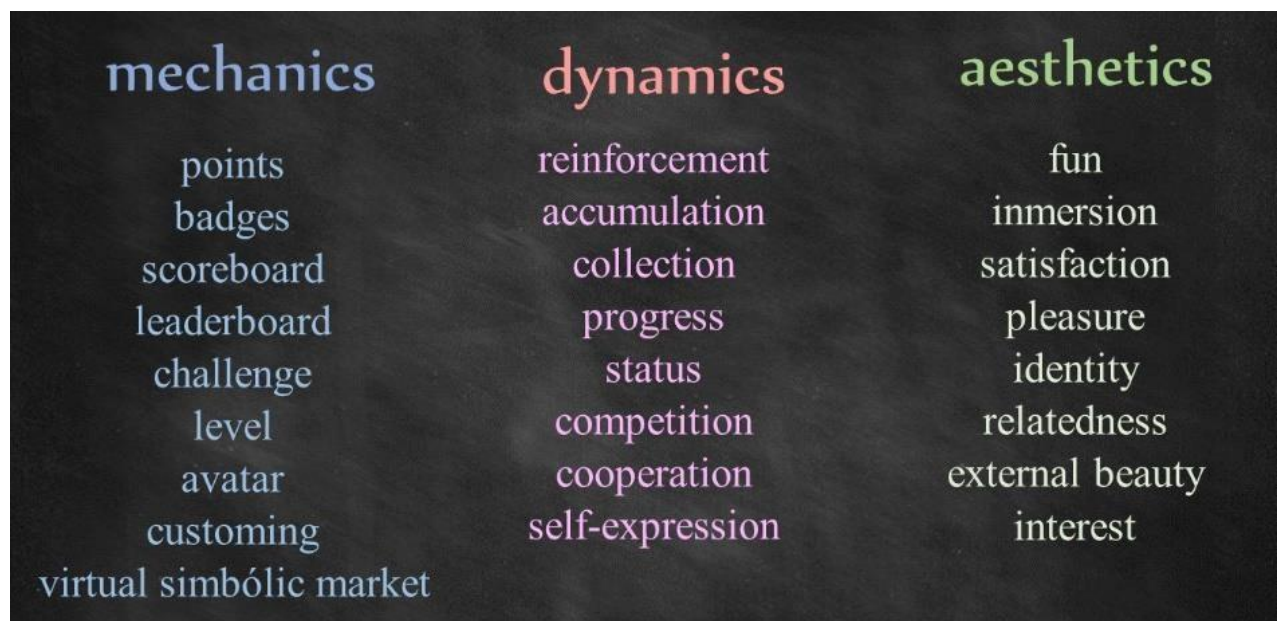 mechanics
points
badges
scoreboard
leaderboard
challenge
level
avatar
customing
virtual simbólic market
dynamics
reinforcement
accumulation
collection
progress
status
competition
cooperation
self-expression
aesthetics
fun
inmersion
satisfaction
pleasure
identity
relatedness
external beauty
interest